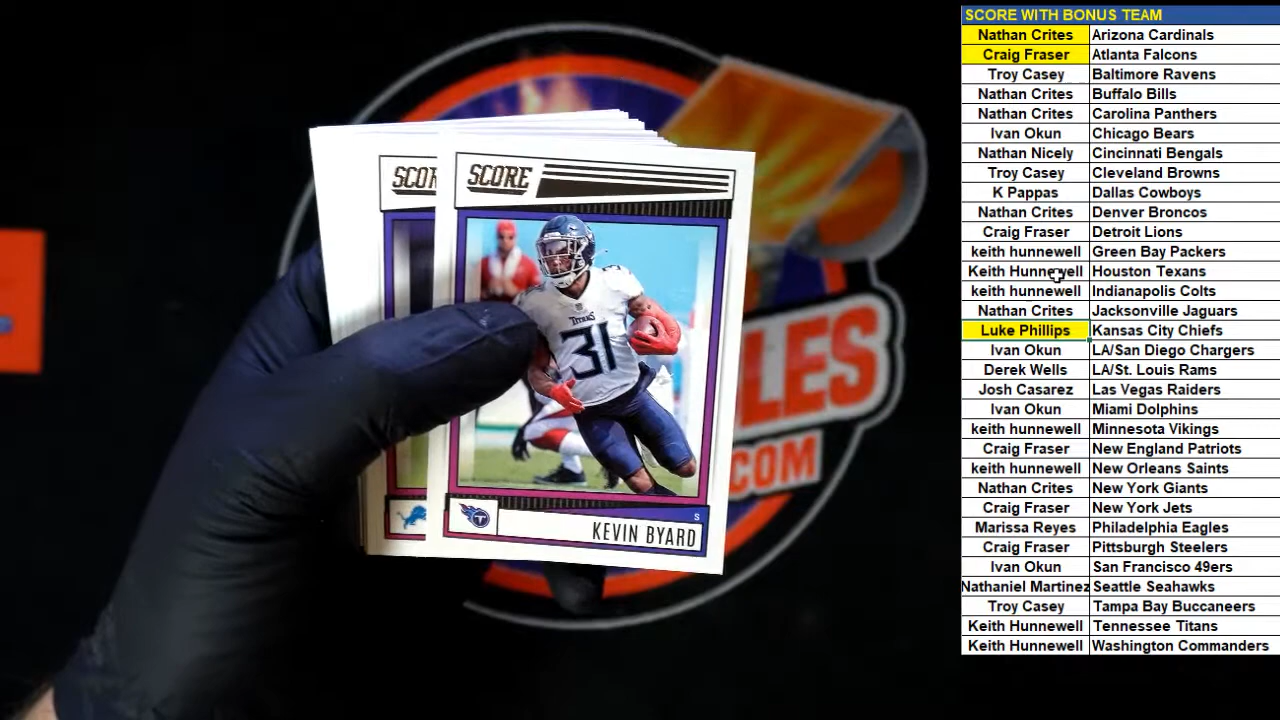 SCORE WITH BONUS TEAM
Nathan Crites Arizona Cardinals
Craig Fraser Atlanta Falcons
Troy Casey Baltimore Ravens
Nathan Crites Buffalo Bills
Nathan Crites Carolina Panthers
Ivan Okun Chicago Bears
Nathan Nicely Cincinnati Bengals
Troy Casey Cleveland Browns
K Pappas Dallas Cowboys
Nathan Crites Denver Broncos
Craig Fraser Detroit Lions
keith hunnewell Green Bay Packers
Keith Hunnewell Houston Texans
keith hunnewell Indianapolis Colts
Nathan Crites Jacksonville Jaguars
Luke Phillips Kansas City Chiefs
Ivan Okun LA/San Diego Chargers
Derek Wells LA/St. Louis Rams
Josh Casarez Las Vegas Raiders
Ivan Okun Miami Dolphins
keith hunnewell Minnesota Vikings
Craig Fraser New England Patriots
keith hunnewell New Orleans Saints
Nathan Crites New York Giants
Craig Fraser New York Jets
Marissa Reyes Philadelphia Eagles
Craig Fraser Pittsburgh Steelers
Ivan Okun San Francisco 49ers
Nathaniel Martinez Seattle Seahawks
Troy Casey Tampa Bay Buccaneers
Keith Hunnewell Tennessee Titans
Keith Hunnewell Washington Commanders
SCOR
SCORE
TITANS
31
S
KEVIN BYARD
LES
.COM